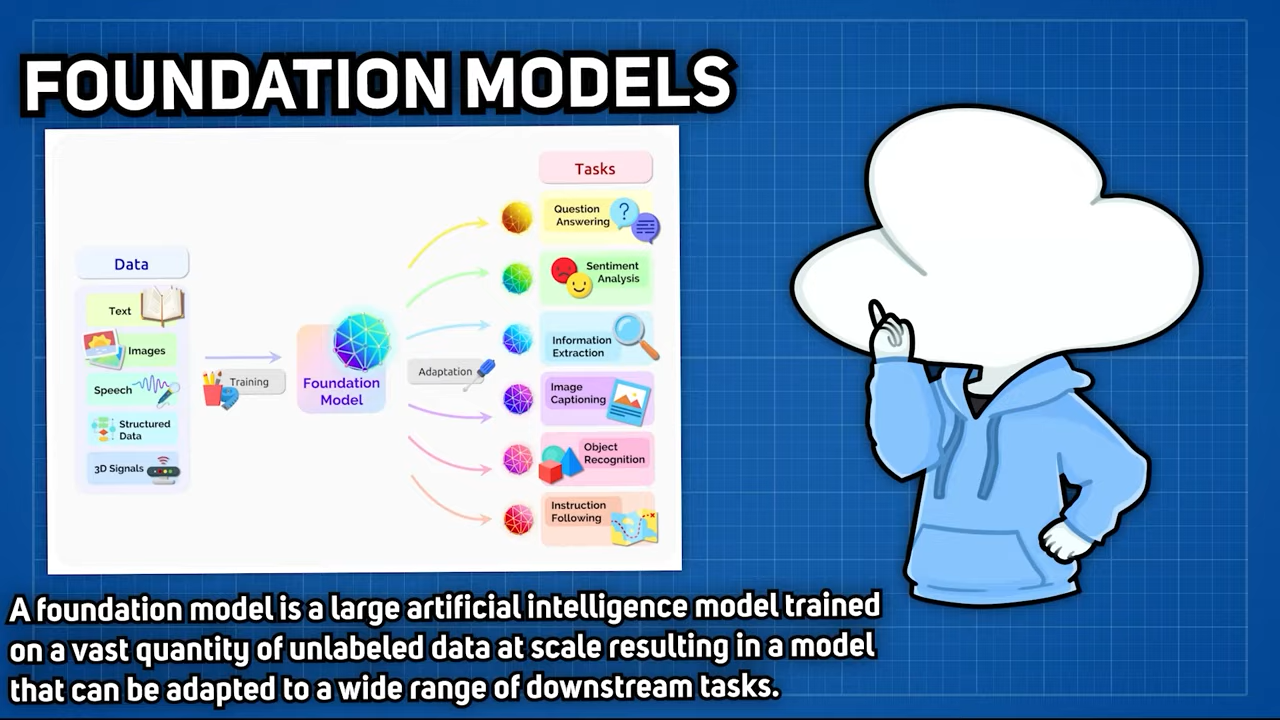 FOUNDATION MODELS
Data
Text
Images
Speech
Structured
Data
3D Signals
Training
Foundation
Model
Adaptation
Tasks
Question
Answering
?
Sentiment
Analysis
Information
Extraction
Image
Captioning
Object
Recognition
Instruction
Following
A foundation model is a large artificial intelligence model trained
on a vast quantity of unlabeled data at scale resulting in a model
that can be adapted to a wide range of downstream tasks.